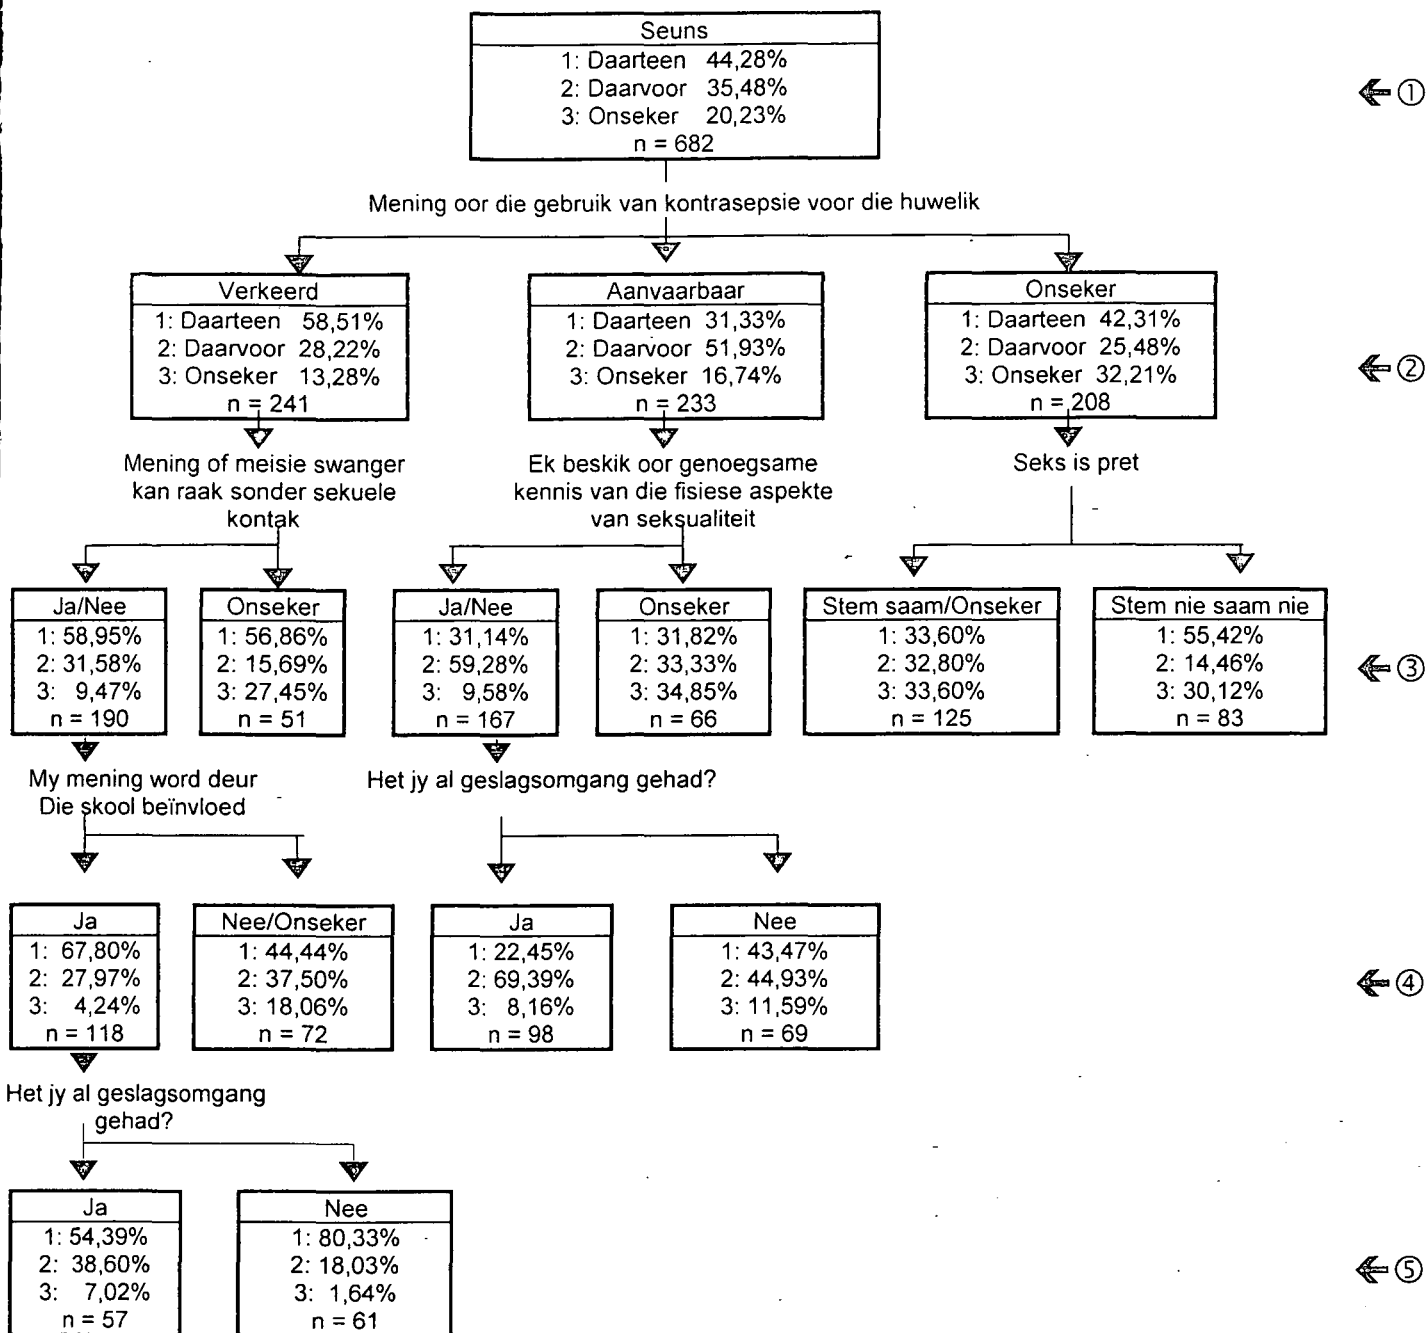 Seuns
1: Daarteen 44,28%
2: Daarvoor 35,48%
3: Onseker 20,23%
n = 682
①
Mening oor die gebruik van kontrasepsie voor die huwelik
Verkeerd
1: Daarteen 58,51%
2: Daarvoor 28,22%
3: Onseker 13,28%
n = 241
Aanvaarbaar
1: Daarteen 31,33%
2: Daarvoor 51,93%
3: Onseker 16,74%
n = 233
Onseker
1: Daarteen 42,31%
2: Daarvoor 25,48%
3: Onseker 32,21%
n = 208
②
Mening of meisie swanger
kan raak sonder sekuele
kontak
Ek beskik oor genoegsame
kennis van die fisiese aspekte
van seksualiteit
Seks is pret
Ja/Nee
1: 58,95%
2: 31,58%
3: 9,47%
n = 190
Onseker
1: 56,86%
2: 15,69%
3: 27,45%
n = 51
Ja/Nee
1: 31,14%
2: 59,28%
3: 9,58%
n = 167
Onseker
1: 31,82%
2: 33,33%
3: 34,85%
n = 66
Stem saam/Onseker
1: 33,60%
2: 32,80%
3: 33,60%
n = 125
Stem nie saam nie
1: 55,42%
2: 14,46%
3: 30,12%
n = 83
③
My mening word deur
Die skool beïnvloed
Het jy al geslagsomgang gehad?
Ja
1: 67,80%
2: 27,97%
3: 4,24%
n = 118
Nee/Onseker
1: 44,44%
2: 37,50%
3: 18,06%
n = 72
Ja
1: 22,45%
2: 69,39%
3: 8,16%
n = 98
Nee
1: 43,47%
2: 44,93%
3: 11,59%
n = 69
④
Het jy al geslagsomgang
gehad?
Ja
1: 54,39%
2: 38,60%
3: 7,02%
n = 57
Nee
1: 80,33%
2: 18,03%
3: 1,64%
n = 61
⑤